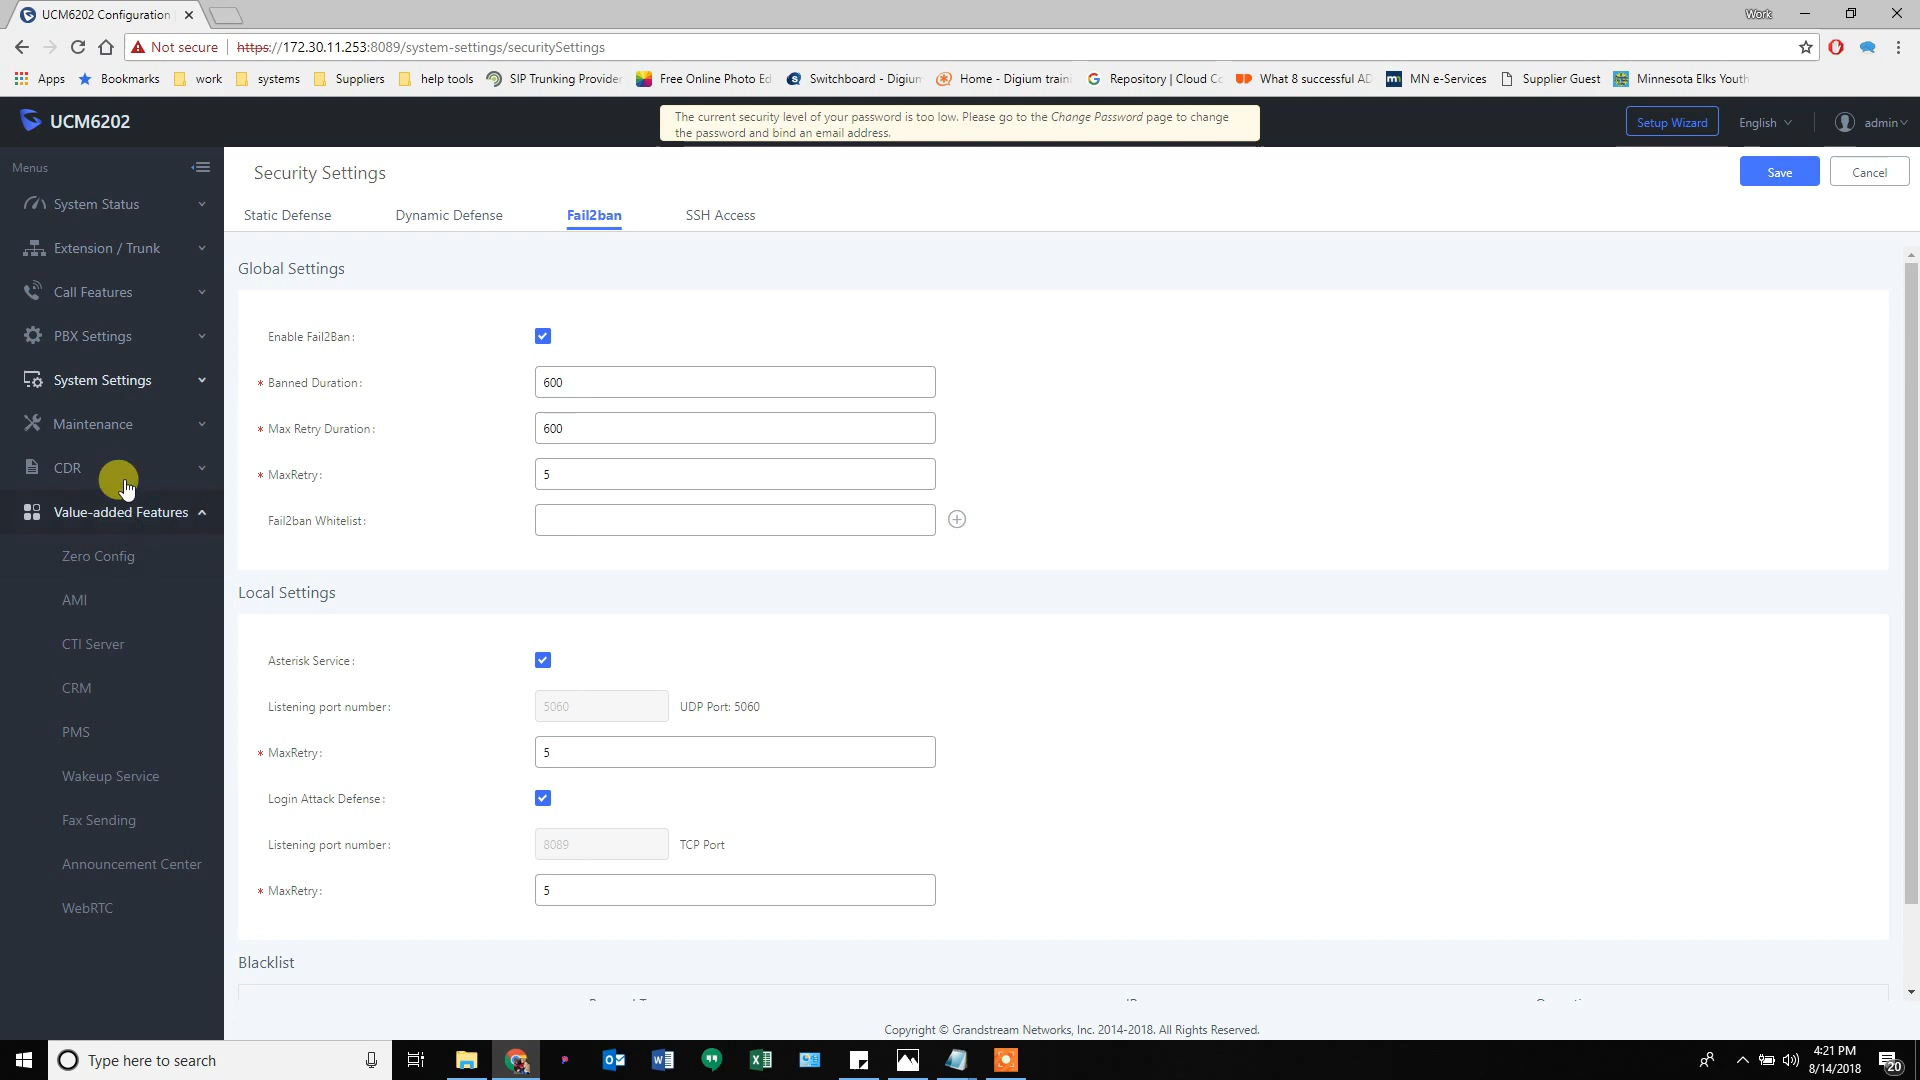 UCM6202 Configuration
Work
Not secure
https://172.30.11.253:8089/system-settings/securitySettings
Apps
Bookmarks
work
systems
Suppliers
help tools
SIP Trunking Provider
Free Online Photo Ed
Switchboard - Digium
Home - Digium traini
Repository | Cloud Co
What 8 successful AD
MN e-Services
Supplier Guest
Minnesota Elks Youth
UCM6202
The current security level of your password is too low. Please go to the Change Password page to change
the password and bind an email address.
Setup Wizard
English
admin
Menus
System Status
Extension / Trunk
Call Features
PBX Settings
System Settings
Maintenance
CDR
Value-added Features
Zero Config
AMI
CTI Server
CRM
PMS
Wakeup Service
Fax Sending
Announcement Center
WebRTC
Security Settings
Save
Cancel
Static Defense
Dynamic Defense
Fail2ban
SSH Access
Global Settings
Enable Fail2Ban:
* Banned Duration:
600
* Max Retry Duration:
600
* MaxRetry:
5
Fail2ban Whitelist:
Local Settings
Asterisk Service:
Listening port number:
5060
UDP Port: 5060
* MaxRetry:
5
Login Attack Defense:
Listening port number:
8089
TCP Port
* MaxRetry:
5
Blacklist
Copyright © Grandstream Networks, Inc. 2014-2018. All Rights Reserved.
Type here to search
4:21 PM
8/14/2018
20